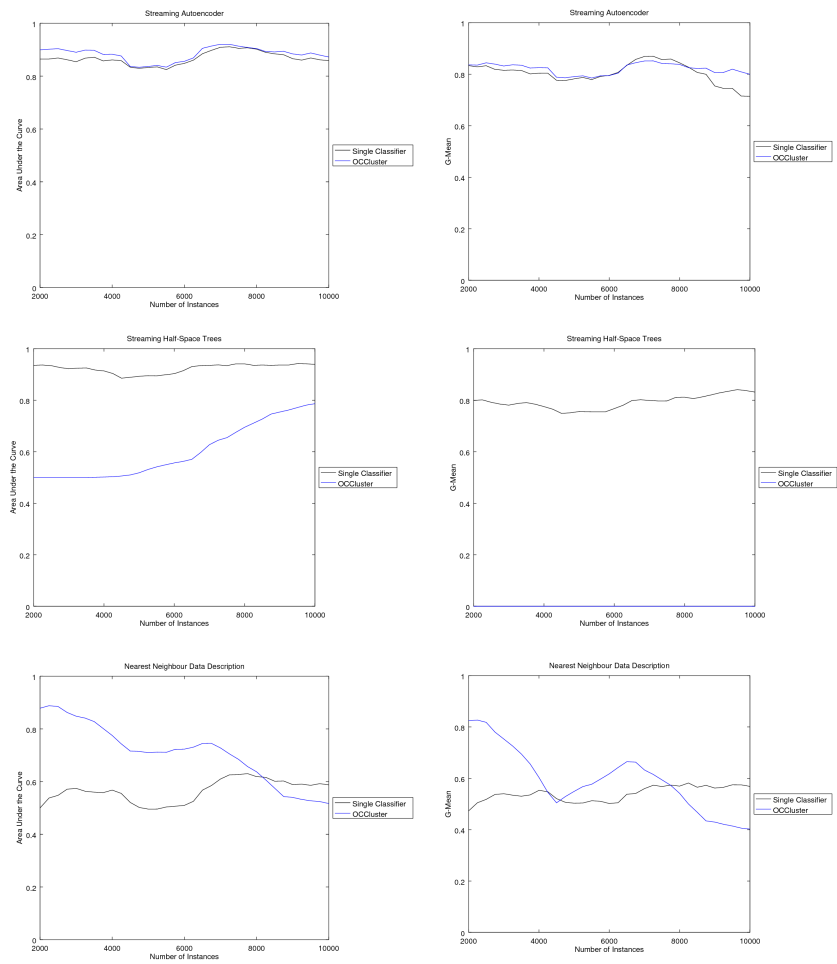 Streaming Autoencoder
1
0.8
0.6
0.4
0.2
0
2000 4000 6000 8000 10000
Area Under the Curve
Number of Instances
Single Classifier
OCCluster
Streaming Autoencoder
1
0.8
0.6
0.4
0.2
0
2000 4000 6000 8000 10000
G-Mean
Number of Instances
Single Classifier
OCCluster
Streaming Half-Space Trees
1
0.8
0.6
0.4
0.2
0
2000 4000 6000 8000 10000
Area Under the Curve
Number of Instances
Single Classifier
OCCluster
Streaming Half-Space Trees
1
0.8
0.6
0.4
0.2
0
2000 4000 6000 8000 10000
G-Mean
Number of Instances
Single Classifier
OCCluster
Nearest Neighbour Data Description
1
0.8
0.6
0.4
0.2
0
2000 4000 6000 8000 10000
Area Under the Curve
Number of Instances
Single Classifier
OCCluster
Nearest Neighbour Data Description
1
0.8
0.6
0.4
0.2
0
2000 4000 6000 8000 10000
G-Mean
Number of Instances
Single Classifier
OCCluster